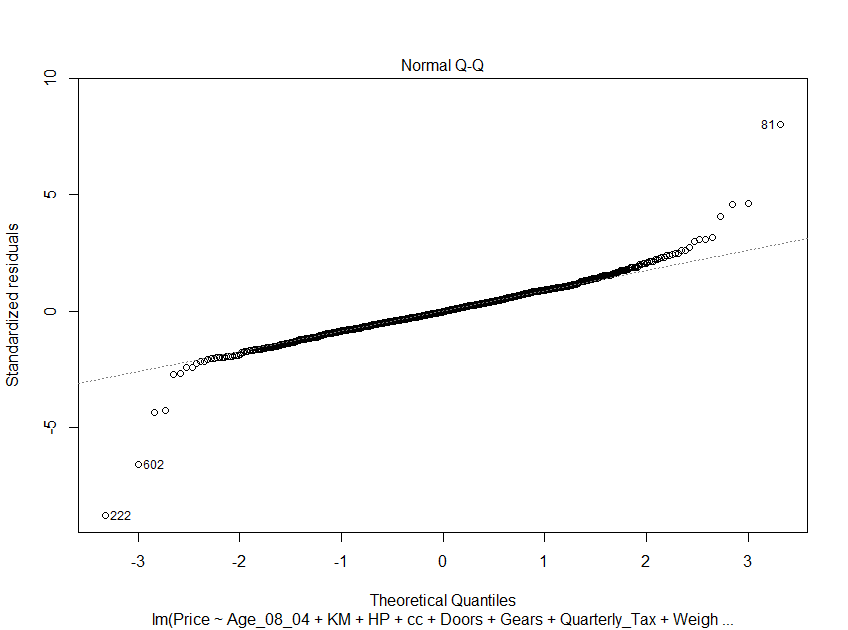 Normal Q-Q
10
81
5
0
Standardized residuals
-5
602
222
-3 -2 -1 0 1 2 3
Theoretical Quantiles
lm(Price ~ Age_08_04 + KM + HP + cc + Doors + Gears + Quarterly_Tax + Weigh ...